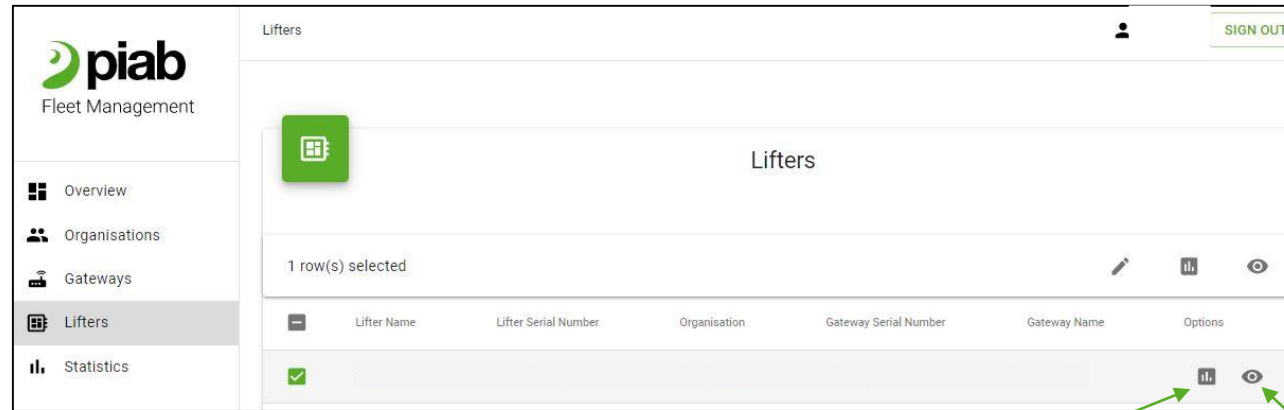 piab
Fleet Management
Overview
Organisations
Gateways
Lifters
Statistics
Lifters
SIGN OUT
Lifters
1 row(s) selected
Lifter Name Lifter Serial Number Organisation Gateway Serial Number Gateway Name Options